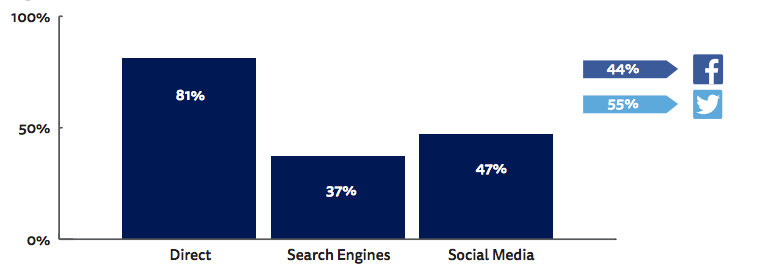 100%
50%
0%
81%
37%
47%
Direct
Search Engines
Social Media
44%
55%